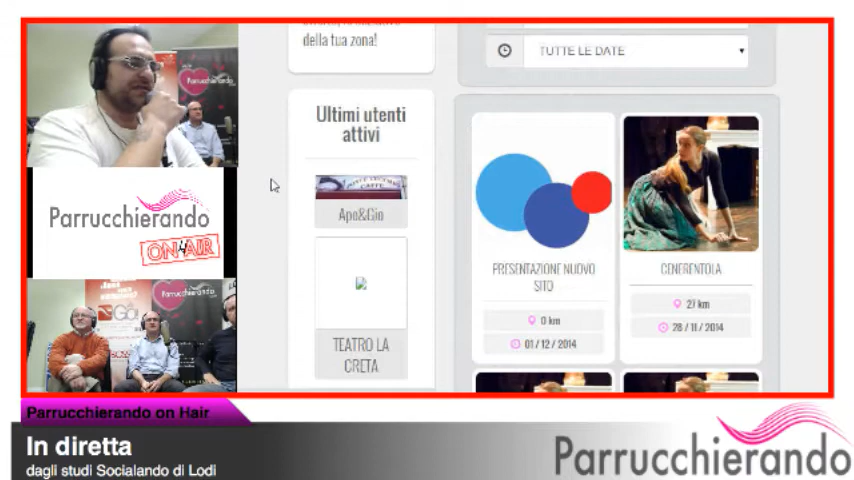 della tua zona!
TUTTE LE DATE
Ultimi utenti
attivi
Apo&Gio
TEATRO LA
CRETA
PRESENTAZIONE NUOVO
SITO
0 km
01 / 12 / 2014
CENERENTOLA
27 km
28 / 11 / 2014
Parrucchierando
Parrucchierando
ON AIR
Parrucchierando
GÒ!
Parrucchierando on Hair
In diretta
dagli studi Socialando di Lodi
Parrucchierando